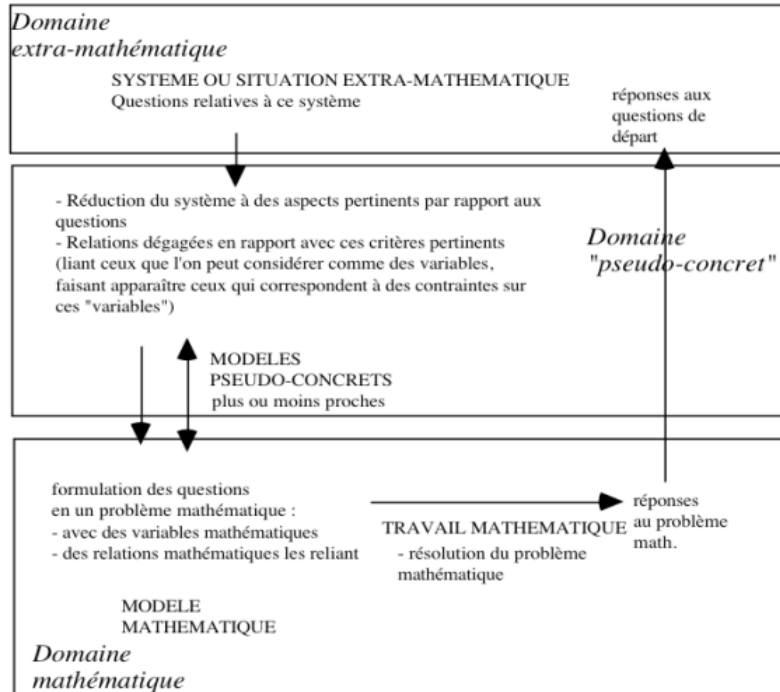 Domaine
extra-mathématique
SYSTEME OU SITUATION EXTRA-MATHEMATIQUE
Questions relatives à ce système
réponses aux
questions de
départ
- Réduction du système à des aspects pertinents par rapport aux
questions
- Relations dégagées en rapport avec ces critères pertinents
(liant ceux que l'on peut considérer comme des variables,
faisant apparaître ceux qui correspondent à des contraintes sur
ces "variables")
Domaine
"pseudo-concret"
MODELES
PSEUDO-CONCRETS
plus ou moins proches
formulation des questions
en un problème mathématique :
- avec des variables mathématiques
- des relations mathématiques les reliant
TRAVAIL MATHEMATIQUE
- résolution du problème
mathématique
réponses
au problème
math.
MODELE
MATHEMATIQUE
Domaine
mathématique